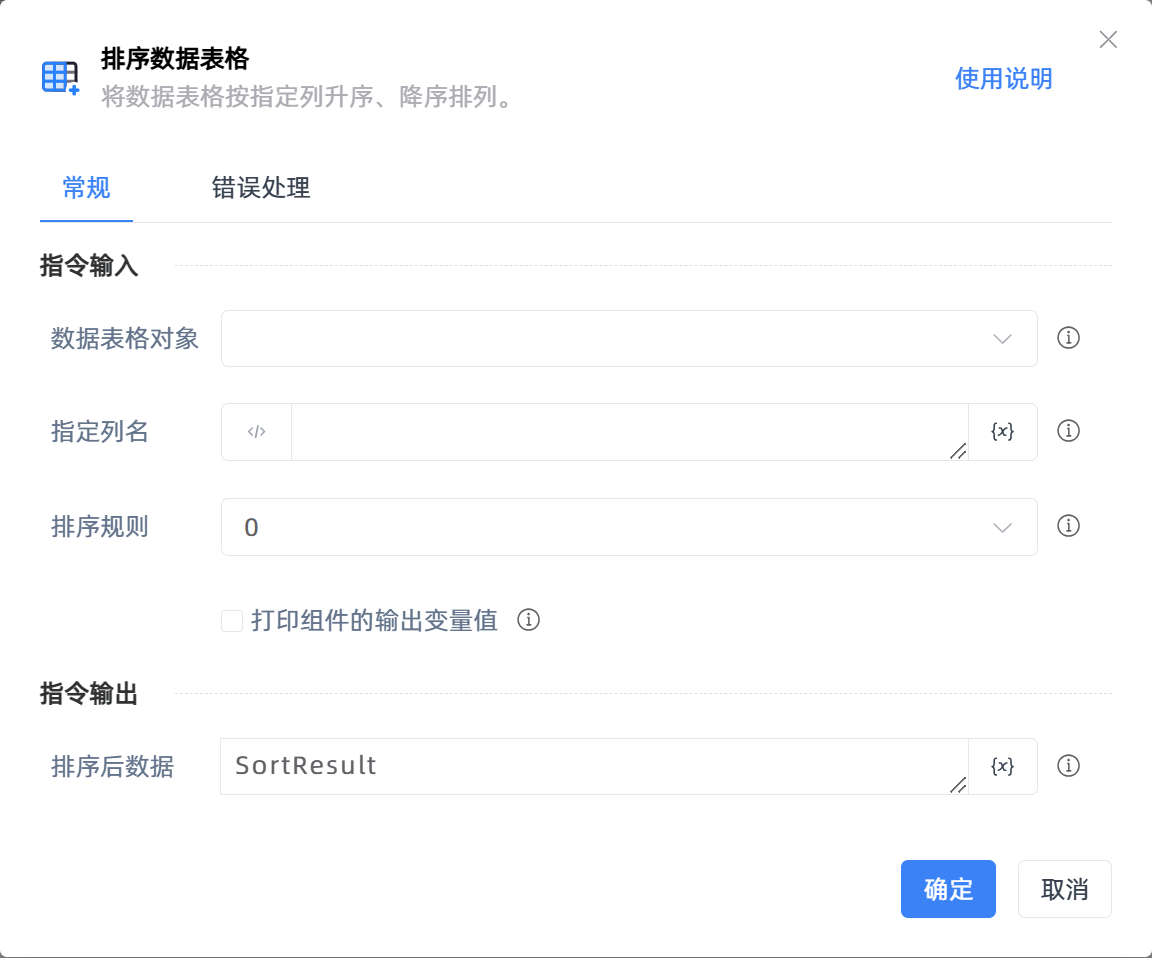 排序数据表格
将数据表格按指定列升序、降序排列。
使用说明
常规
错误处理
指令输入
数据表格对象
指定列名
</>
{x}
排序规则
0
打印组件的输出变量值
指令输出
排序后数据
SortResult
{x}
确定
取消